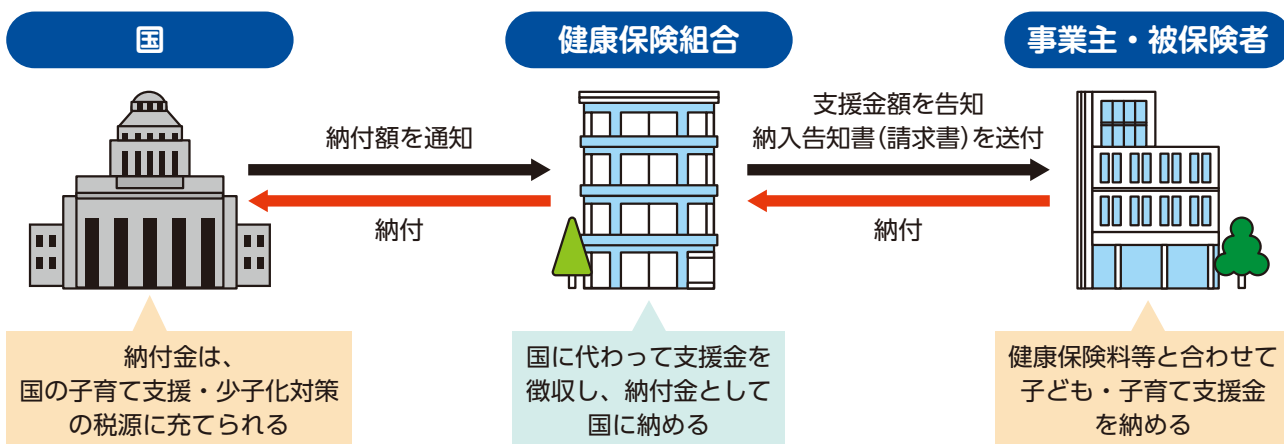 国
健康保険組合
事業主・被保険者
納付額を通知
納付
支援金額を告知
納入告知書(請求書)を送付
納付
納付金は、
国の子育て支援・少子化対策
の税源に充てられる
国に代わって支援金を
徴収し、納付金として
国に納める
健康保険料等と合わせて
子ども・子育て支援金
を納める